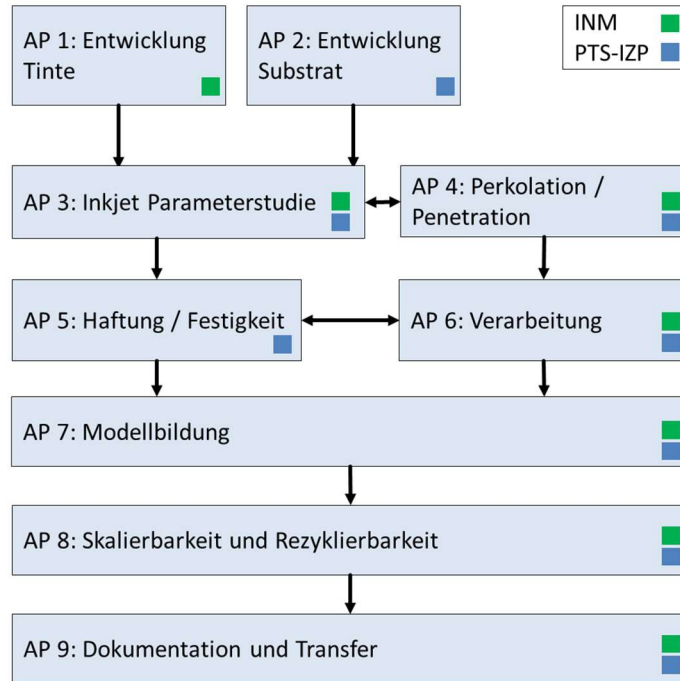 AP 1: Entwicklung
Tinte
AP 2: Entwicklung
Substrat
INM
PTS-IZP
AP 3: Inkjet Parameterstudie
AP 4: Perkolation /
Penetration
AP 5: Haftung / Festigkeit
AP 6: Verarbeitung
AP 7: Modellbildung
AP 8: Skalierbarkeit und Rezyklierbarkeit
AP 9: Dokumentation und Transfer